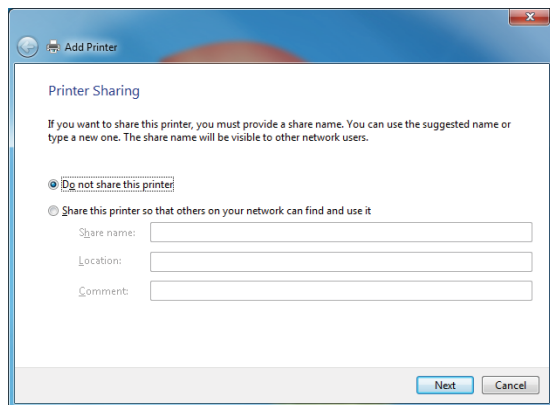 Add Printer
Printer Sharing
If you want to share this printer, you must provide a share name. You can use the suggested name or
type a new one. The share name will be visible to other network users.
Do not share this printer
Share this printer so that others on your network can find and use it
Share name:
Location:
Comment:
Next Cancel